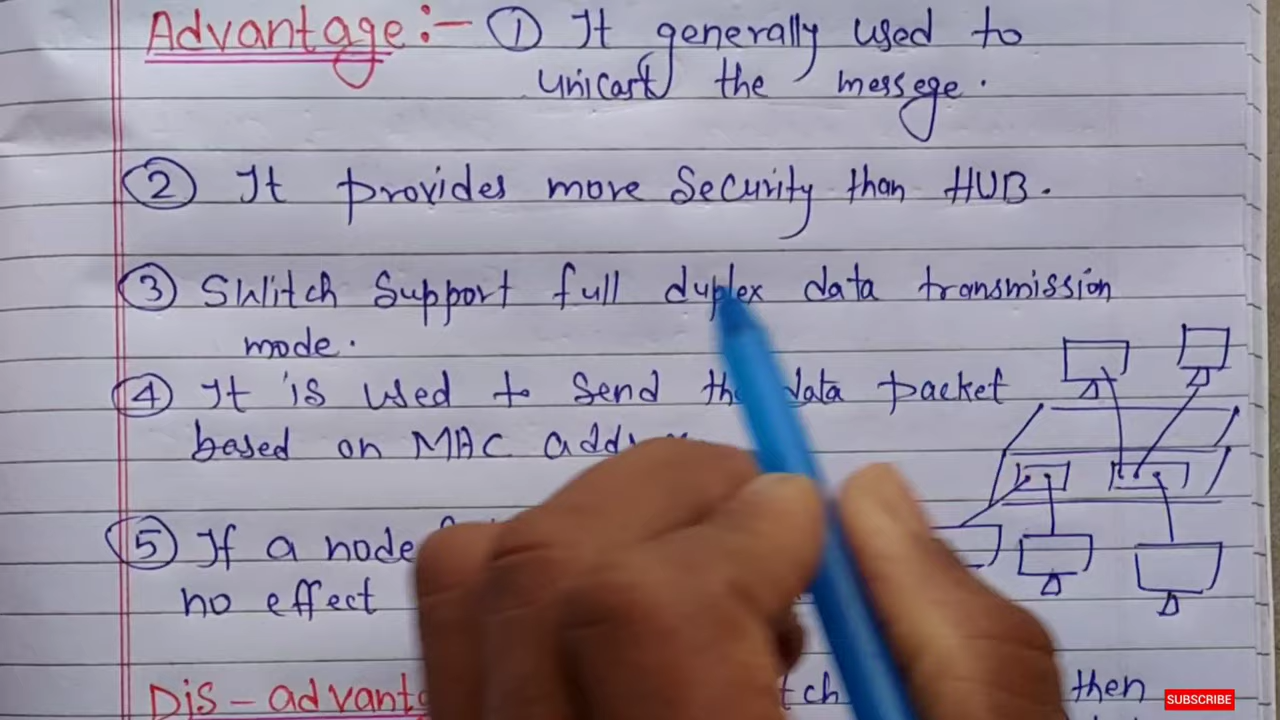 Advantage:- ① It generally used to
unicast the messege.
② It provides more Security than HUB.
③ Switch Support full duplex data transmission
mode.
④ It is used to Send data packet
based on MAC
⑤ If a node
no effect
Dis-advant then
SUBSCRIBE